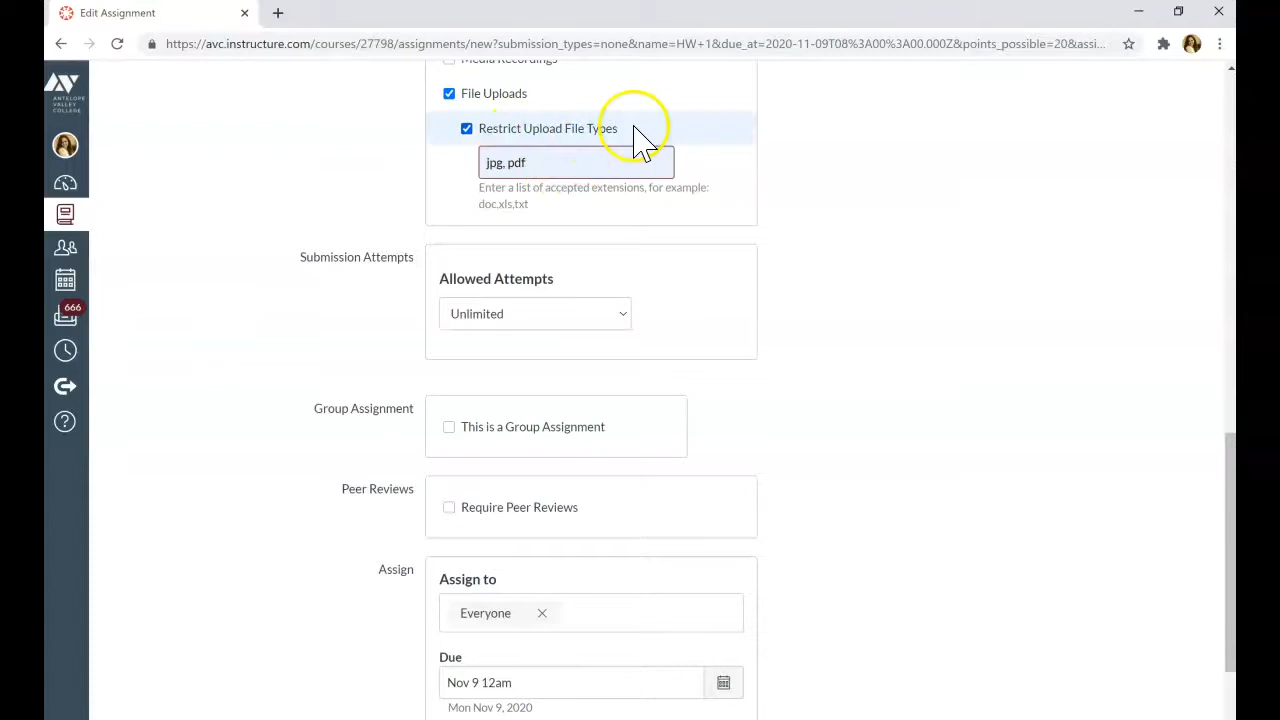 Edit Assignment
https://avc.instructure.com/courses/27798/assignments/new?submission_types=none&name=HW+1&due_at=2020-11-09T08%3A00%3A00.000Z&points_possible=20&assi...
ANTELOPE
VALLEY
COLLEGE
Media Recordings
File Uploads
Restrict Upload File Types
jpg, pdf
Enter a list of accepted extensions, for example:
doc,xls,txt
Submission Attempts
Allowed Attempts
Unlimited
666
Group Assignment
This is a Group Assignment
Peer Reviews
Require Peer Reviews
Assign
Assign to
Everyone
Due
Nov 9 12am
Mon Nov 9, 2020